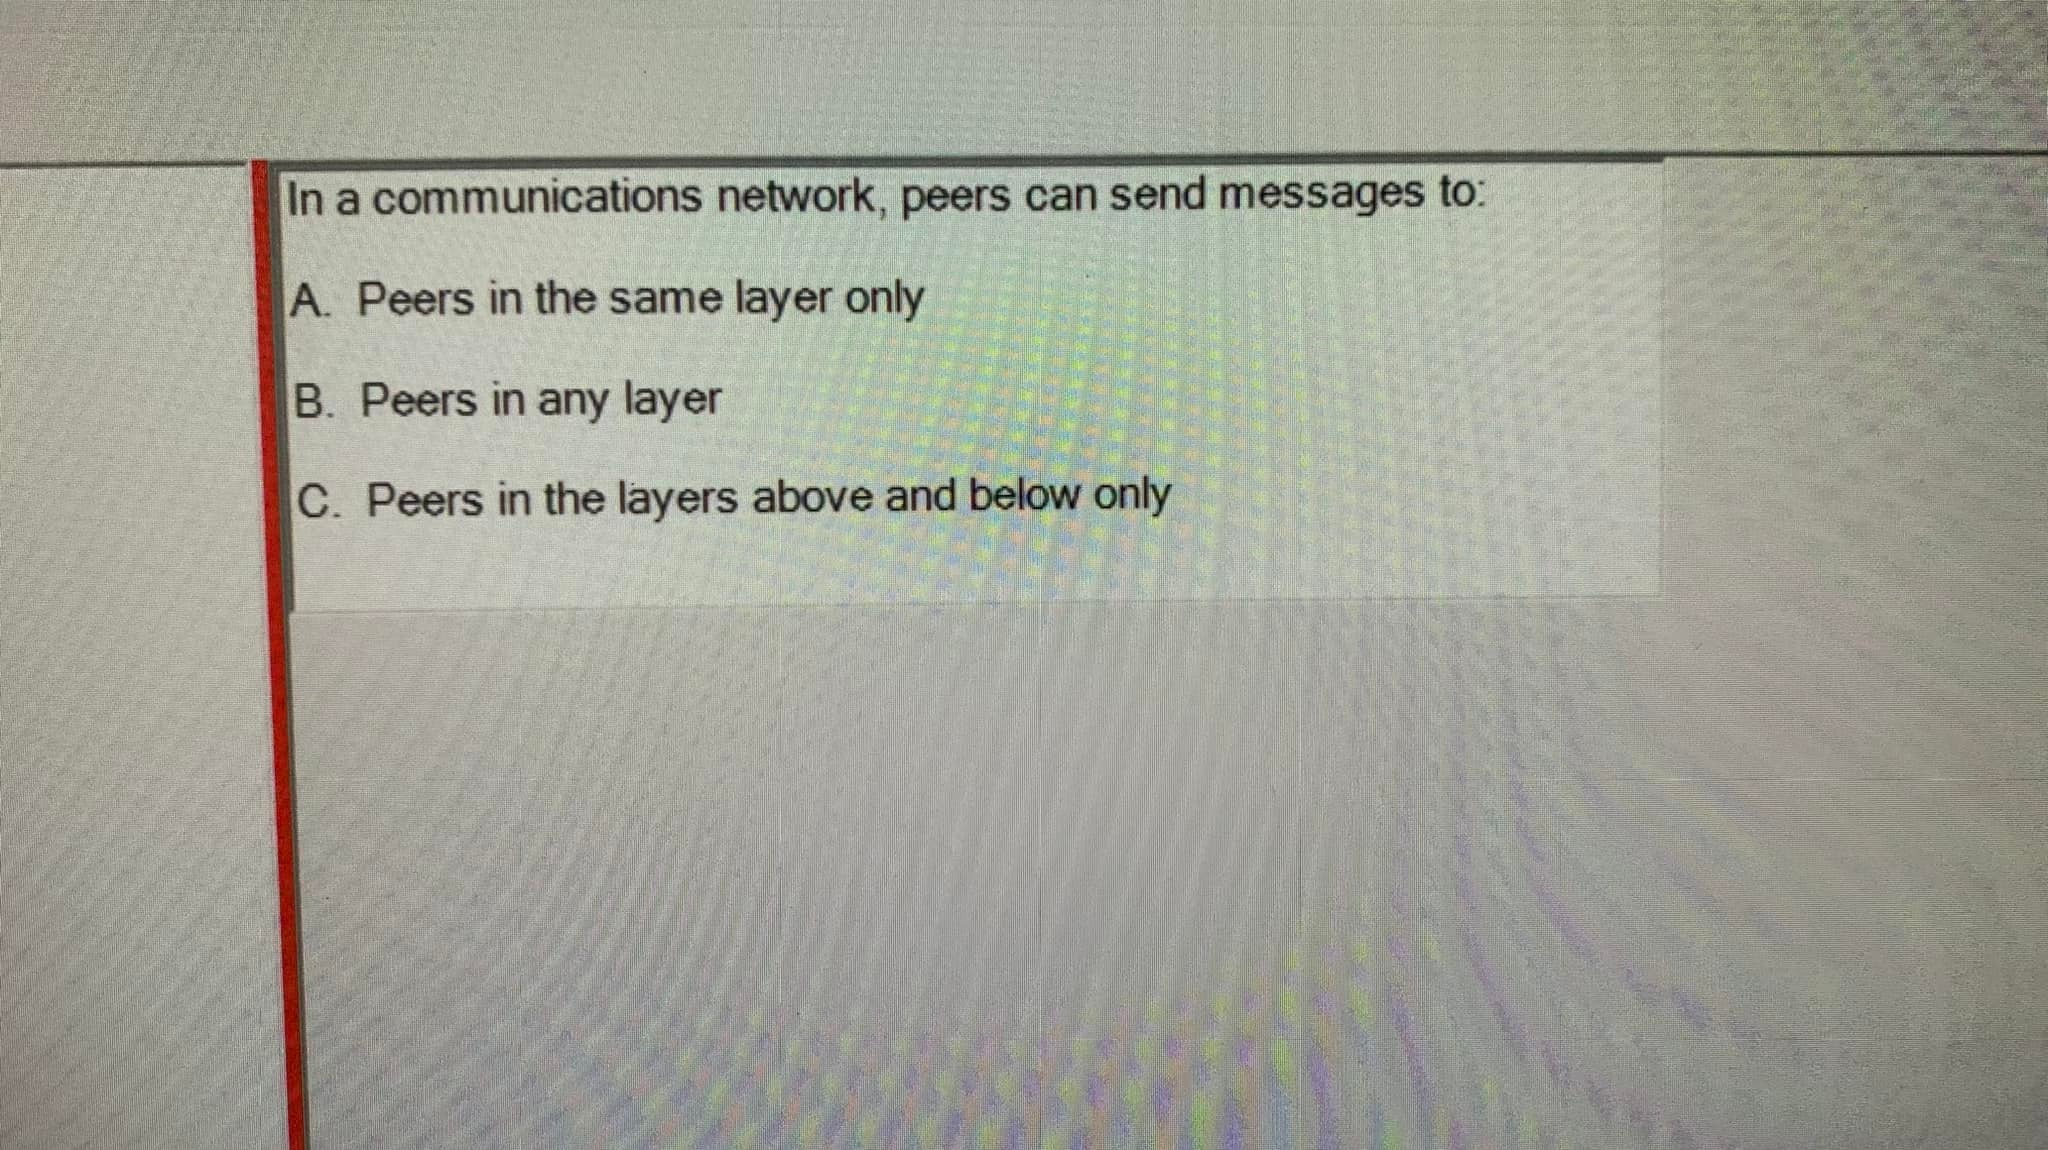 In a communications network, peers can send messages to:
A. Peers in the same layer only
B. Peers in any layer
C. Peers in the layers above and below only